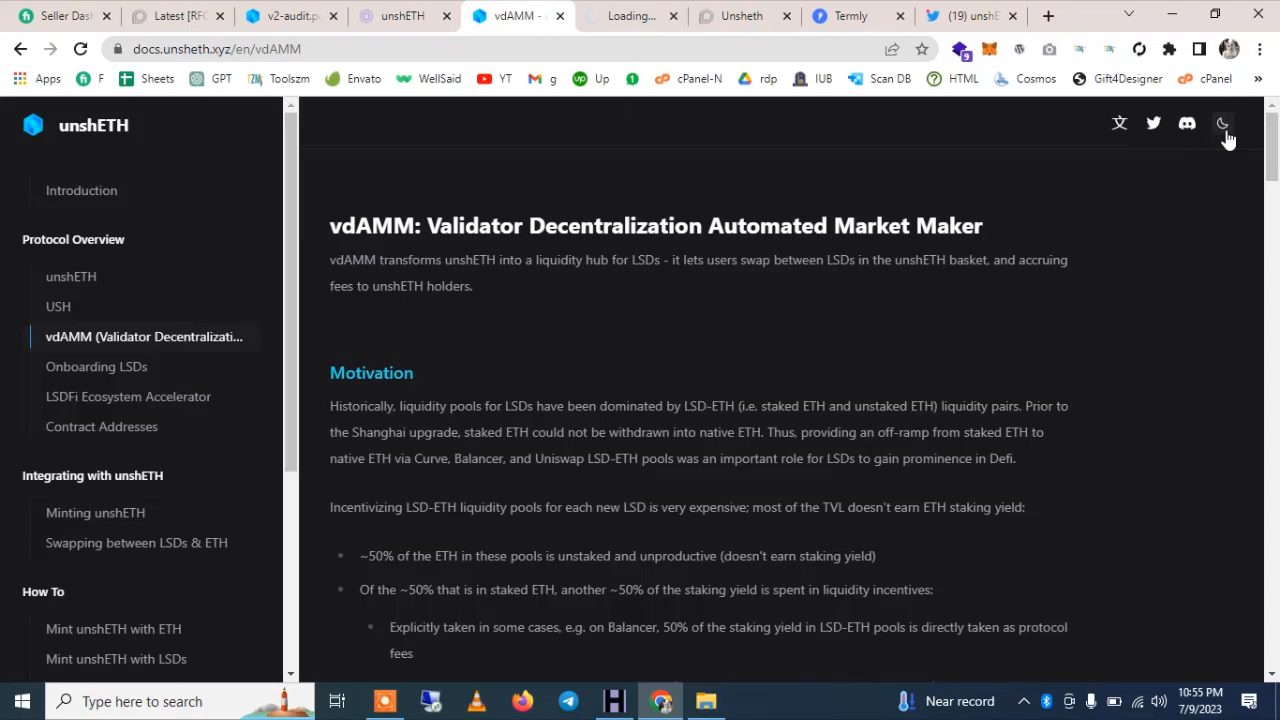 Seller Dash
Latest [RFC
v2-audit.pa
unshETH
vdAMM -
Loading...
Unsheth
Termly
(19) unshE
docs.unsheth.xyz/en/vdAMM
9
Apps
F
Sheets
GPT
Toolszm
Envato
WellSaid
YT
g
Up
1
cPanel-N
rdp
IUB
Scan DB
HTML
Cosmos
Gift4Designer
cPanel
»
unshETH
Introduction
Protocol Overview
unshETH
USH
vdAMM (Validator Decentralizati...
Onboarding LSDs
LSDFi Ecosystem Accelerator
Contract Addresses
Integrating with unshETH
Minting unshETH
Swapping between LSDs & ETH
How To
Mint unshETH with ETH
Mint unshETH with LSDs
vdAMM: Validator Decentralization Automated Market Maker
vdAMM transforms unshETH into a liquidity hub for LSDs - it lets users swap between LSDs in the unshETH basket, and accruing
fees to unshETH holders.
Motivation
Historically, liquidity pools for LSDs have been dominated by LSD-ETH (i.e. staked ETH and unstaked ETH) liquidity pairs. Prior to
the Shanghai upgrade, staked ETH could not be withdrawn into native ETH. Thus, providing an off-ramp from staked ETH to
native ETH via Curve, Balancer, and Uniswap LSD-ETH pools was an important role for LSDs to gain prominence in Defi.
Incentivizing LSD-ETH liquidity pools for each new LSD is very expensive; most of the TVL doesn't earn ETH staking yield:
~50% of the ETH in these pools is unstaked and unproductive (doesn't earn staking yield)
Of the ~50% that is in staked ETH, another ~50% of the staking yield is spent in liquidity incentives:
Explicitly taken in some cases, e.g. on Balancer, 50% of the staking yield in LSD-ETH pools is directly taken as protocol
fees
Type here to search
Near record
10:55 PM
7/9/2023